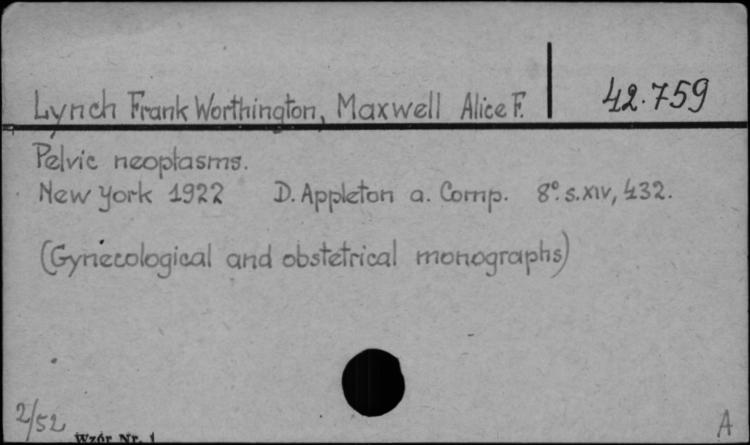 Lynch Frank Worthington, Maxwell Alice F.
42.759
Pelvic neoplasms.
New York 1922 D. Appleton a. Comp. 8º. s. XIV, 432.
(Gynecological and obstetrical monographs)
2/52
Wzór Nr. 1
A